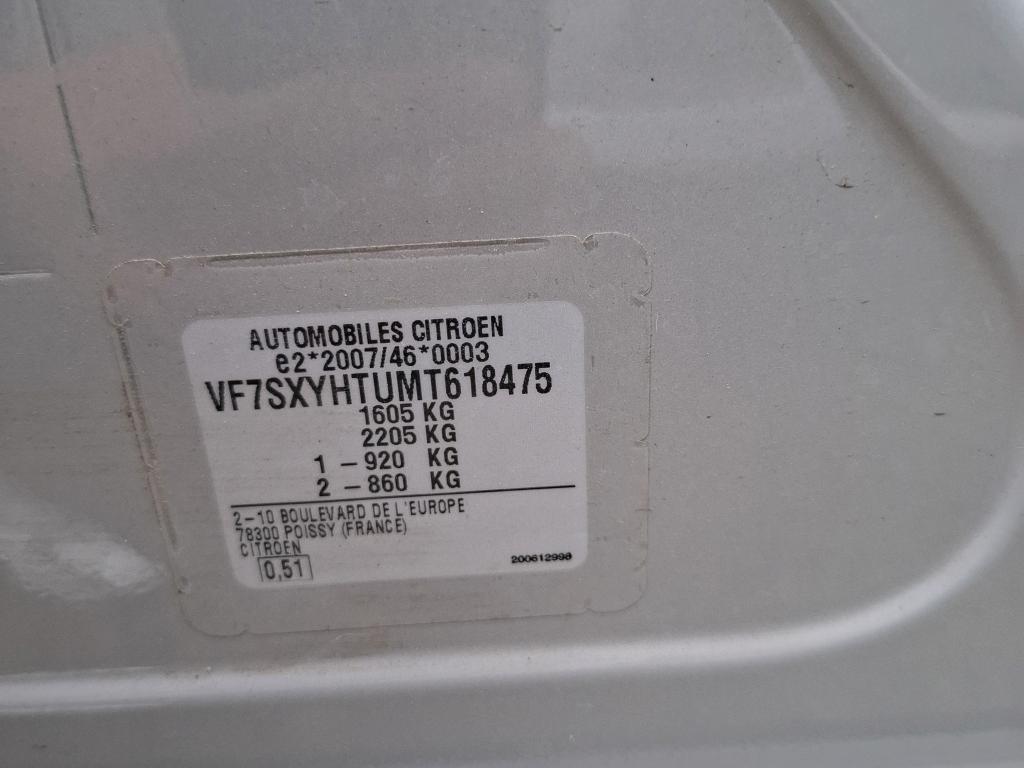 AUTOMOBILES CITROEN
e2*2007/46*0003
VF7SXYHTUMT618475
1605 KG
2205 KG
1 – 920 KG
2 – 860 KG
2–10 BOULEVARD DE L'EUROPE
78300 POISSY (FRANCE)
CITROEN
0,51
200612998